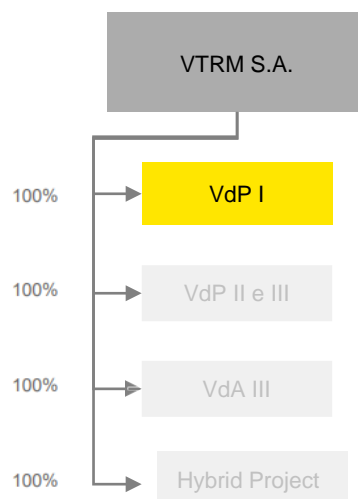 VTRM S.A.
100%
VdP I
100%
VdP II e III
100%
VdA III
100%
Hybrid Project